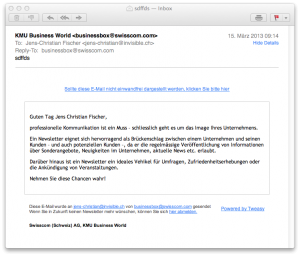 sdffds — Inbox
KMU Business World <businessbox@swisscom.com>
15. März 2013 09:14
To: Jens-Christian Fischer <jens-christian@invisible.ch>
Hide Details
Reply-To: businessbox@swisscom.com
sdffds
Sollte diese E-Mail nicht einwandfrei dargestellt werden, klicken Sie bitte hier
Guten Tag Jens Christian Fischer,
professionelle Kommunikation ist ein Muss - schliesslich geht es um das Image Ihres Unternehmens.
Ein Newsletter eignet sich hervorragend als Brückenschlag zwischen einem Unternehmen und seinen
Kunden - und auch potenziellen Kunden -, da er die regelmässige Veröffentlichung von Informationen
über Sonderangebote, Neuigkeiten im Unternehmen, aktuelle News etc. erlaubt.
Darüber hinaus ist ein Newsletter ein ideales Vehikel für Umfragen, Zufriedenheitserhebungen oder
die Ankündigung von Veranstaltungen.
Nehmen Sie diese Chancen wahr!
Diese E-Mail wurde an jens-christian@invisible.ch von businessbox@swisscom.com gesendet
Wenn Sie in Zukunft keinen Newsletter mehr wünschen, können Sie sich hier abmelden.
Powered by Tweppy
Swisscom (Schweiz) AG, KMU Business World